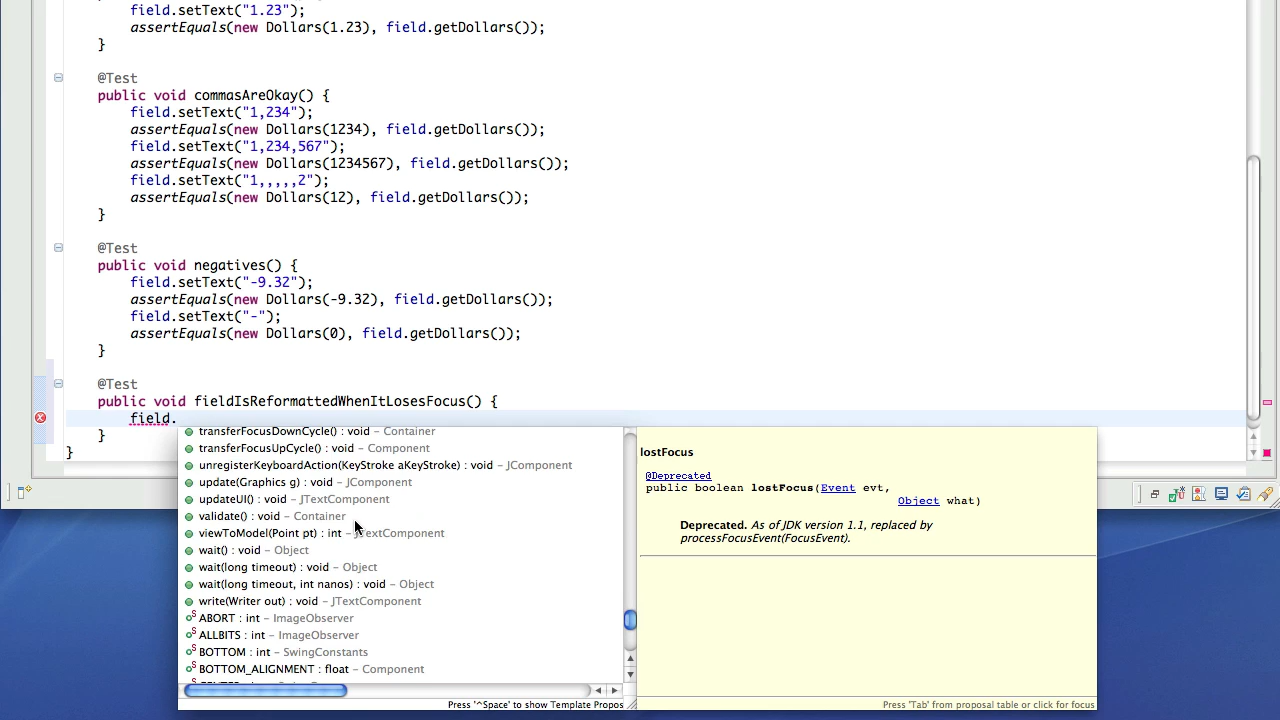 field.setText("1.23");
assertEquals(new Dollars(1.23), field.getDollars());
}
@Test
public void commasAreOkay() {
field.setText("1,234");
assertEquals(new Dollars(1234), field.getDollars());
field.setText("1,234,567");
assertEquals(new Dollars(1234567), field.getDollars());
field.setText("1,,,,,2");
assertEquals(new Dollars(12), field.getDollars());
}
@Test
public void negatives() {
field.setText("-9.32");
assertEquals(new Dollars(-9.32), field.getDollars());
field.setText("-");
assertEquals(new Dollars(0), field.getDollars());
}
@Test
public void fieldIsReformattedWhenItLosesFocus() {
field.
}
}
transferFocusDownCycle() : void – Container
transferFocusUpCycle() : void – Component
unregisterKeyboardAction(KeyStroke aKeyStroke) : void – JComponent
update(Graphics g) : void – JComponent
updateUI() : void – JTextComponent
validate() : void – Container
viewToModel(Point pt) : int – JTextComponent
wait() : void – Object
wait(long timeout) : void – Object
wait(long timeout, int nanos) : void – Object
write(Writer out) : void – JTextComponent
ABORT : int – ImageObserver
ALLBITS : int – ImageObserver
BOTTOM : int – SwingConstants
BOTTOM_ALIGNMENT : float – Component
Press '^Space' to show Template Propos
lostFocus
@Deprecated
public boolean lostFocus(Event evt,
Object what)
Deprecated. As of JDK version 1.1, replaced by
processFocusEvent(FocusEvent).
Press 'Tab' from proposal table or click for focus